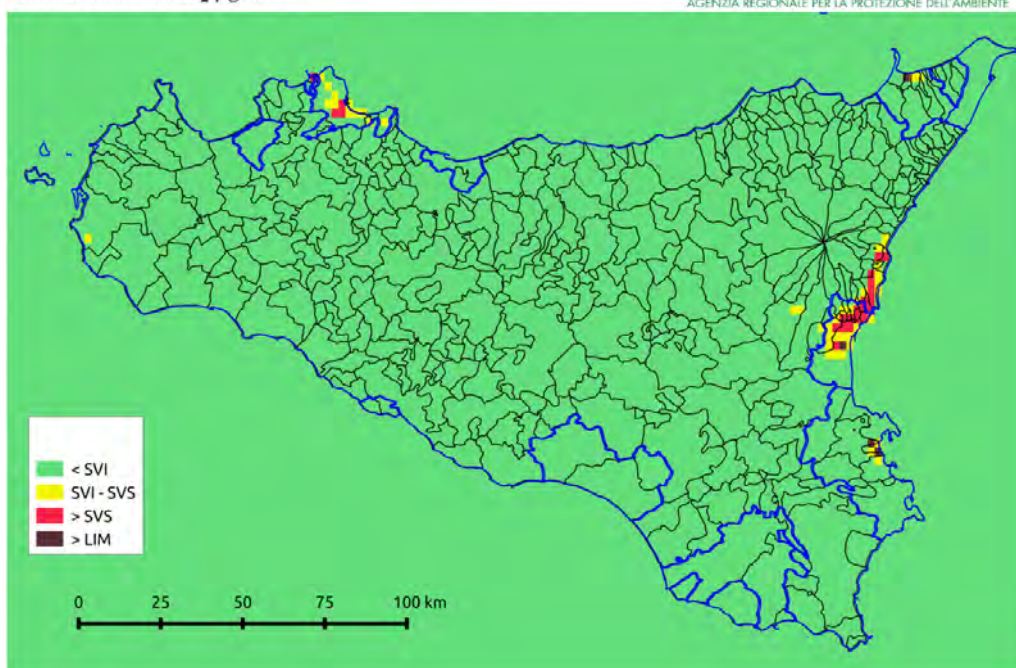 AGENZIA REGIONALE PER LA PROTEZIONE DELL'AMBIENTE
< SVI
SVI - SVS
> SVS
> LIM
0 25 50 75 100 km